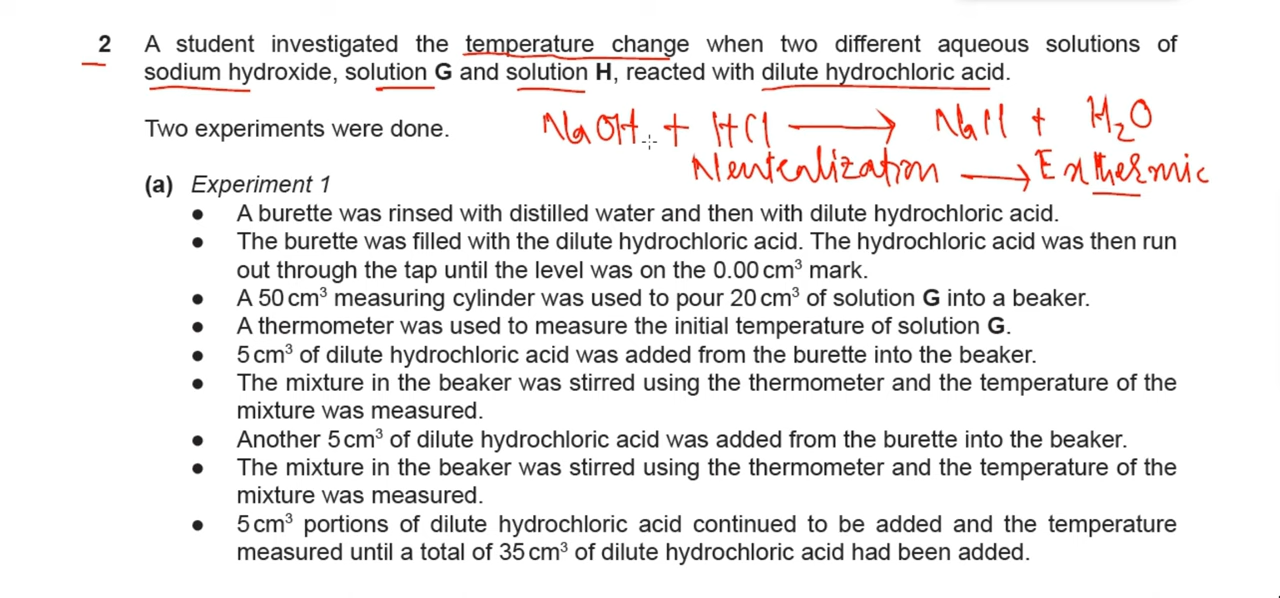 2 A student investigated the temperature change when two different aqueous solutions of
sodium hydroxide, solution G and solution H, reacted with dilute hydrochloric acid.
NaOH + HCl → NaCl + H₂O
Two experiments were done.
Neutralization → Exthermic
(a) Experiment 1
• A burette was rinsed with distilled water and then with dilute hydrochloric acid.
• The burette was filled with the dilute hydrochloric acid. The hydrochloric acid was then run
out through the tap until the level was on the 0.00 cm³ mark.
• A 50 cm³ measuring cylinder was used to pour 20 cm³ of solution G into a beaker.
• A thermometer was used to measure the initial temperature of solution G.
• 5 cm³ of dilute hydrochloric acid was added from the burette into the beaker.
• The mixture in the beaker was stirred using the thermometer and the temperature of the
mixture was measured.
• Another 5 cm³ of dilute hydrochloric acid was added from the burette into the beaker.
• The mixture in the beaker was stirred using the thermometer and the temperature of the
mixture was measured.
• 5 cm³ portions of dilute hydrochloric acid continued to be added and the temperature
measured until a total of 35 cm³ of dilute hydrochloric acid had been added.